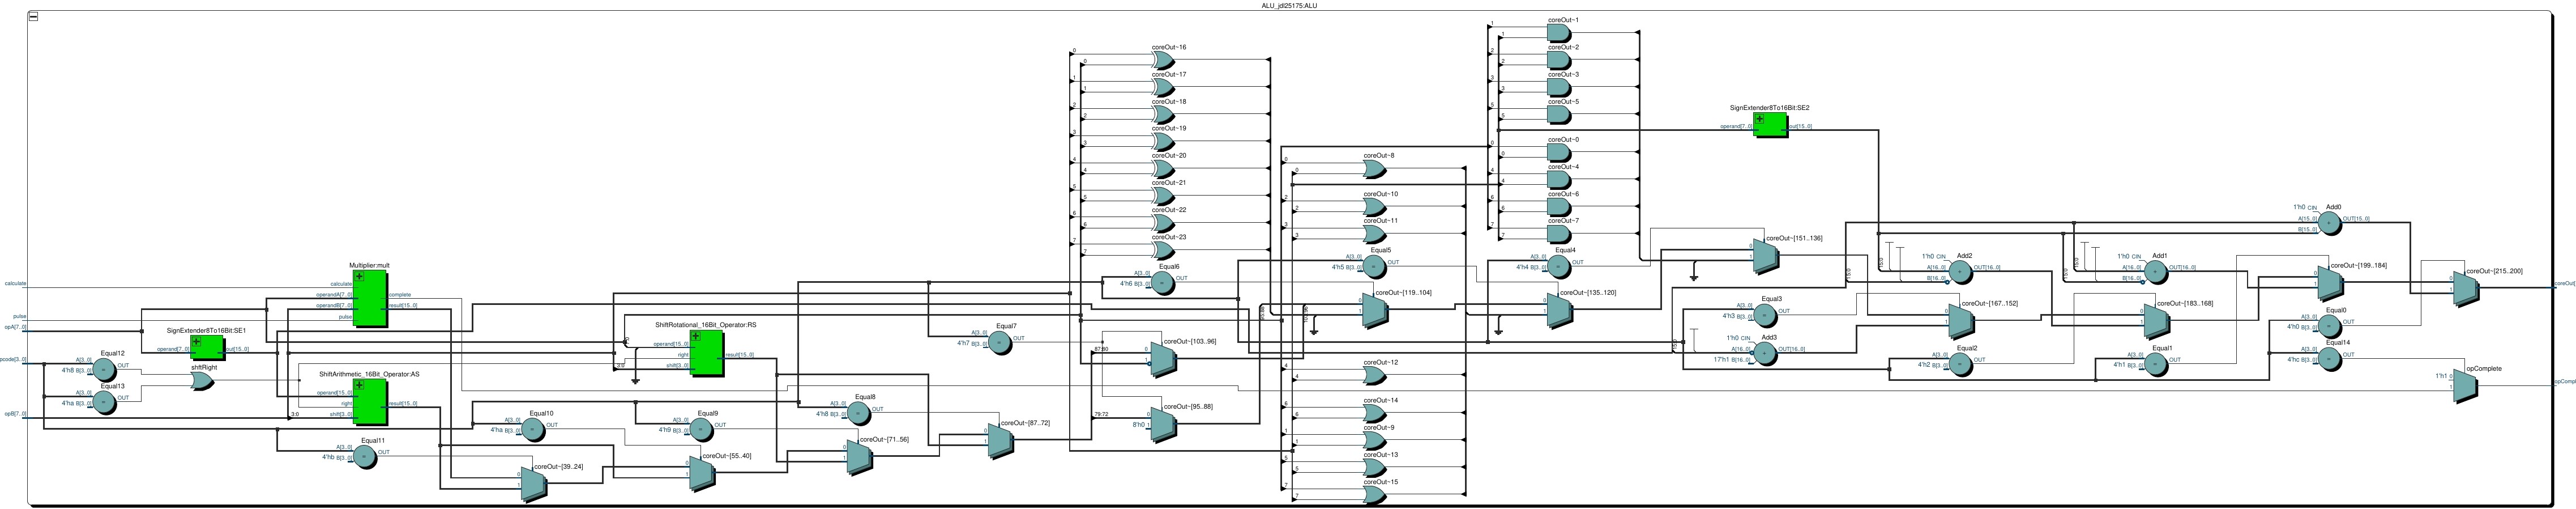 ALU_jdl25175:ALU
coreOut~16
coreOut~17
coreOut~18
coreOut~19
coreOut~20
coreOut~21
coreOut~22
coreOut~23
coreOut~1
coreOut~2
coreOut~3
coreOut~5
coreOut~0
coreOut~4
coreOut~6
coreOut~7
coreOut~8
coreOut~10
coreOut~11
coreOut~12
coreOut~14
coreOut~9
coreOut~13
coreOut~15
SignExtender8To16Bit:SE2
operand[7..0]
out[15..0]
Multiplier:mult
calculate
operandA[7..0]
operandB[7..0]
pulse
complete
result[15..0]
calculate
pulse
opA[7..0]
pcode[3..0]
opB[7..0]
SignExtender8To16Bit:SE1
operand[7..0]
out[15..0]
ShiftRotational_16Bit_Operator:RS
operand[15..0]
right
shift[3..0]
result[15..0]
ShiftArithmetic_16Bit_Operator:AS
operand[15..0]
right
shift[3..0]
result[15..0]
3:0
Equal12
A[3..0]
4'h8 B[3..0]
OUT
Equal13
A[3..0]
4'ha B[3..0]
OUT
shftRight
Equal11
A[3..0]
4'hb B[3..0]
OUT
Equal10
A[3..0]
4'ha B[3..0]
OUT
Equal9
A[3..0]
4'h9 B[3..0]
OUT
Equal8
A[3..0]
4'h8 B[3..0]
OUT
Equal7
A[3..0]
4'h7 B[3..0]
OUT
Equal6
A[3..0]
4'h6 B[3..0]
OUT
Equal5
A[3..0]
4'h5 B[3..0]
OUT
Equal4
A[3..0]
4'h4 B[3..0]
OUT
Equal3
A[3..0]
4'h3 B[3..0]
OUT
Equal2
A[3..0]
4'h2 B[3..0]
OUT
Equal1
A[3..0]
4'h1 B[3..0]
OUT
Equal0
A[3..0]
4'h0 B[3..0]
OUT
Equal14
A[3..0]
4'hc B[3..0]
OUT
coreOut~[39..24]
coreOut~[55..40]
coreOut~[71..56]
coreOut~[87..72]
coreOut~[103..96]
87:80
coreOut~[95..88]
79:72
8'h0
coreOut~[119..104]
coreOut~[135..120]
coreOut~[151..136]
coreOut~[167..152]
coreOut~[183..168]
coreOut~[199..184]
coreOut~[215..200]
Add3
1'h0 CIN
A[16..0]
17'h1 B[16..0]
OUT[16..0]
Add2
1'h0 CIN
A[16..0]
B[16..0]
OUT[16..0]
Add1
1'h0 CIN
A[16..0]
B[16..0]
OUT[16..0]
Add0
1'h0 CIN
A[15..0]
B[15..0]
OUT[15..0]
opComplete
1'h1